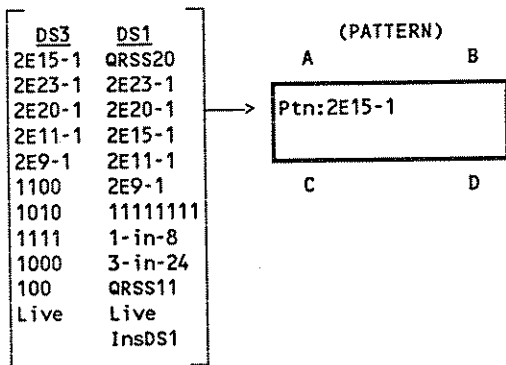 DS3 DS1
2E15-1 QRSS20
2E23-1 2E23-1
2E20-1 2E20-1
2E11-1 2E15-1
2E9-1 2E11-1
1100 2E9-1
1010 11111111
1111 1-in-8
1000 3-in-24
100 QRSS11
Live Live
InsDS1
(PATTERN)
A B
Ptn:2E15-1
C D